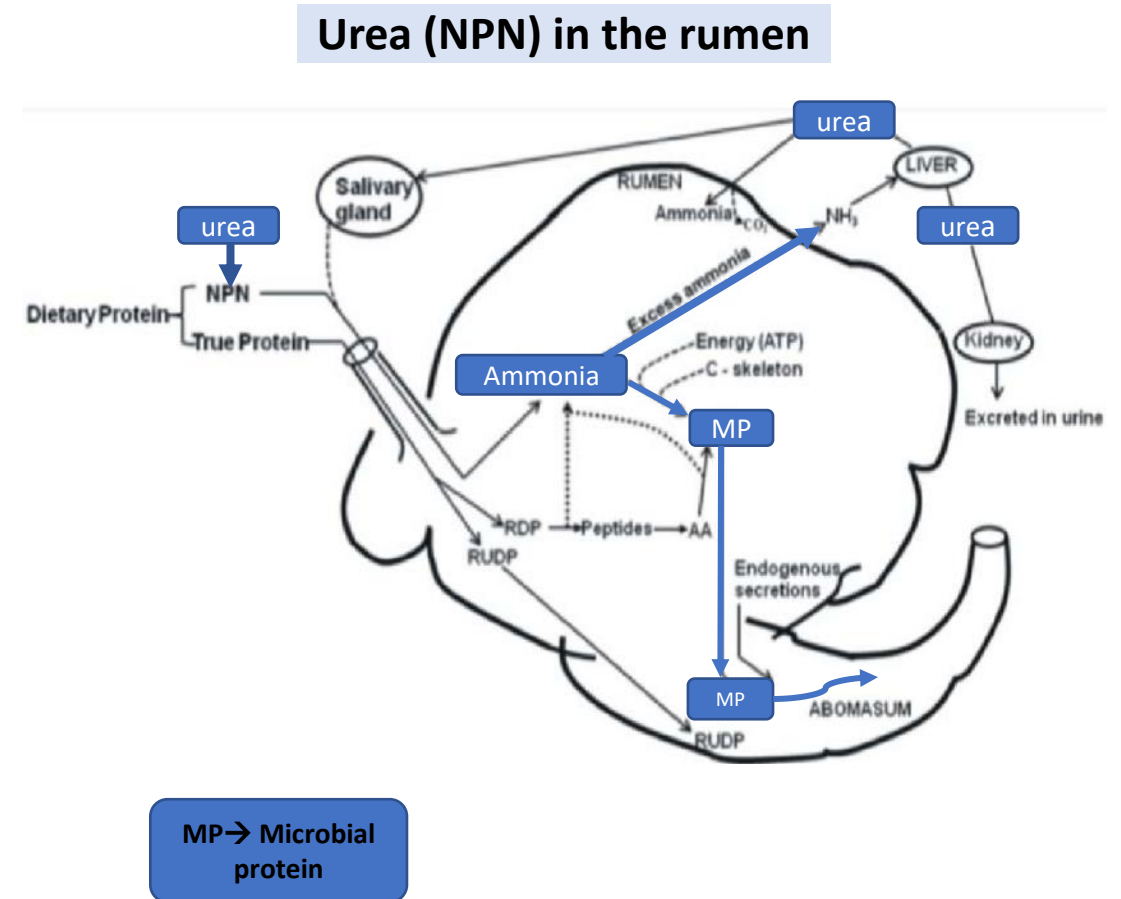 Urea (NPN) in the rumen
urea
LIVER
Salivary
gland
RUMEN
Ammonia
CO₂
NH₃
urea
urea
NPN
Dietary Protein
True Protein
Excess ammonia
Energy (ATP)
C - skeleton
Kidney
Ammonia
MP
Excreted in urine
RDP
Peptides
AA
RUDP
Endogenous
secretions
MP
ABOMASUM
RUDP
MP→ Microbial
protein